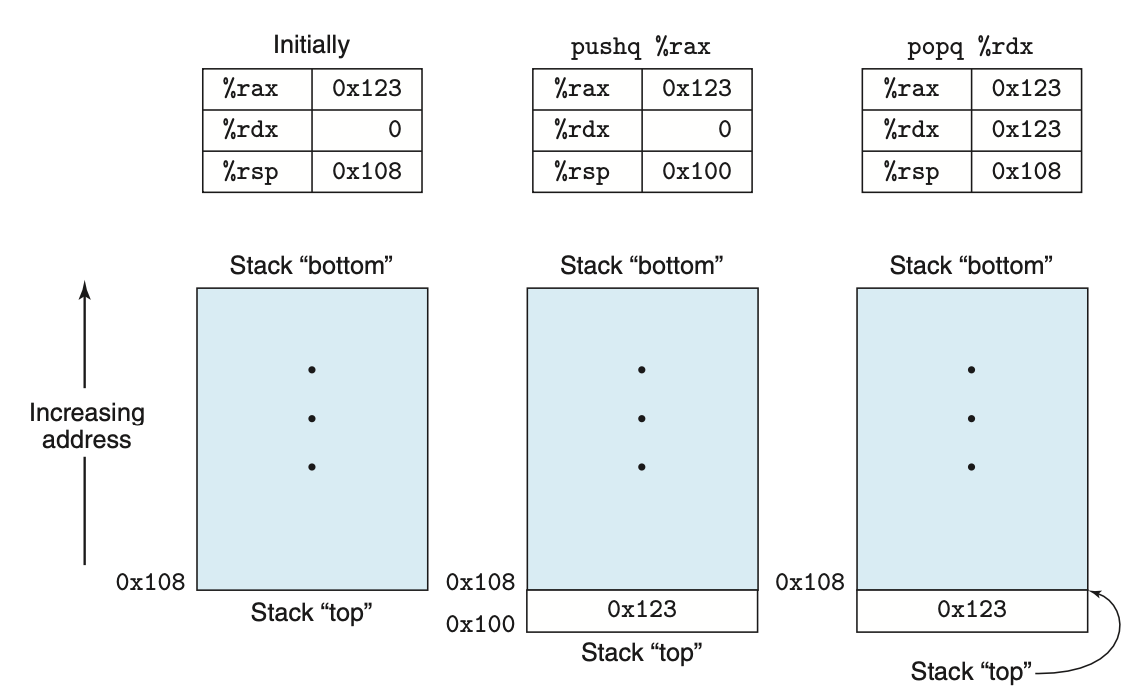 Initially
%rax 0x123
%rdx 0
%rsp 0x108
pushq %rax
%rax 0x123
%rdx 0
%rsp 0x100
popq %rdx
%rax 0x123
%rdx 0x123
%rsp 0x108
Increasing
address
Stack “bottom”
0x108
Stack “top”
Stack “bottom”
0x108
0x123
0x100
Stack “top”
Stack “bottom”
0x108
0x123
Stack “top”